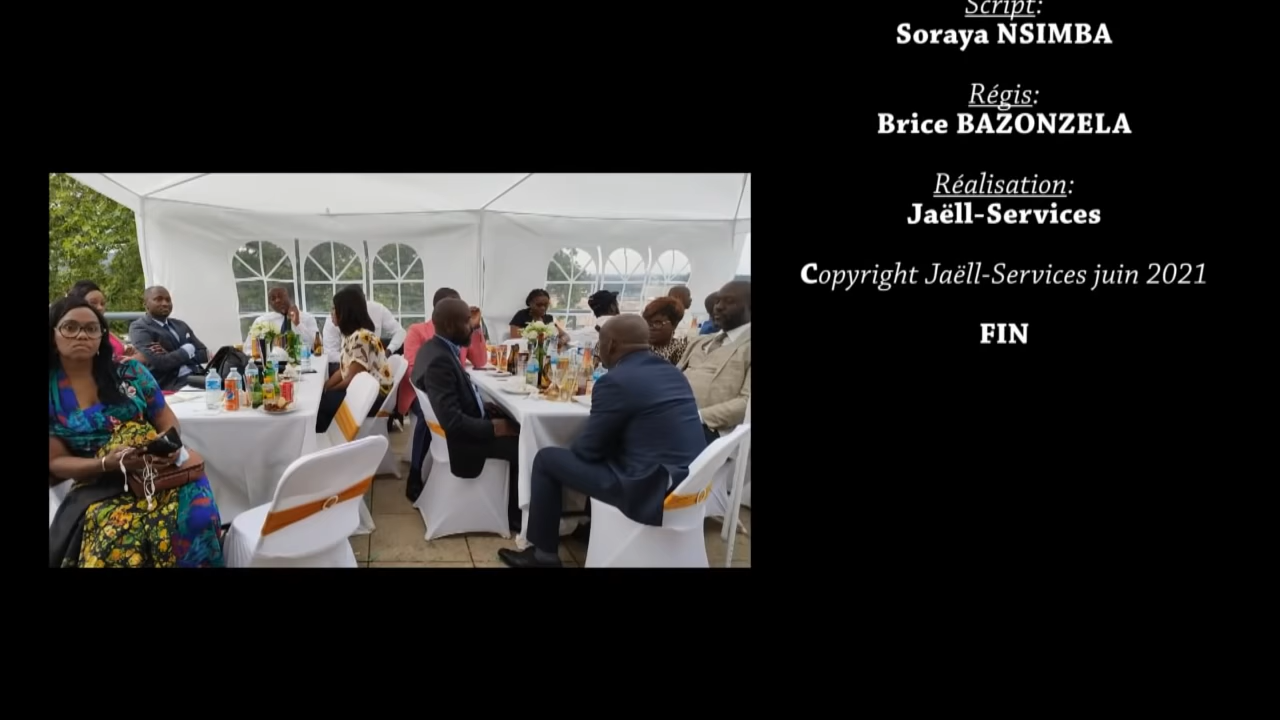 Script:
Soraya NSIMBA
Régis:
Brice BAZONZELA
Réalisation:
Jaëll-Services
Copyright Jaëll-Services juin 2021
FIN